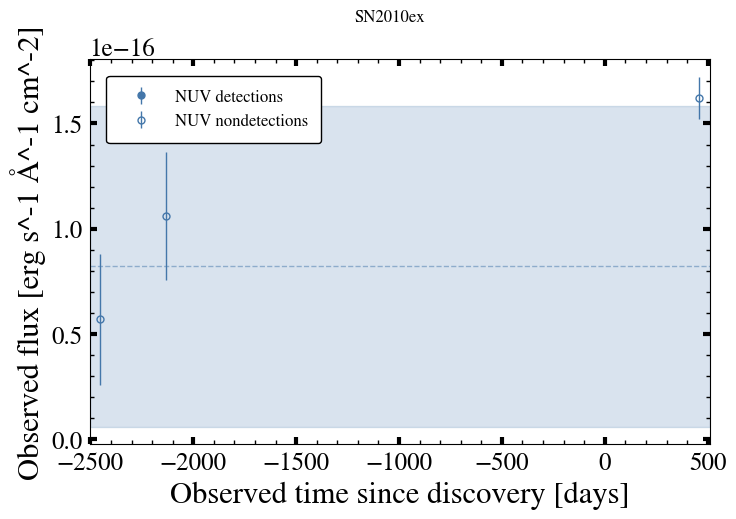 SN2010ex
1e−16
NUV detections
NUV nondetections
1.5
1.0
0.5
0.0
Observed flux [erg s^-1 Å^-1 cm^-2]
−2500 −2000 −1500 −1000 −500 0 500
Observed time since discovery [days]